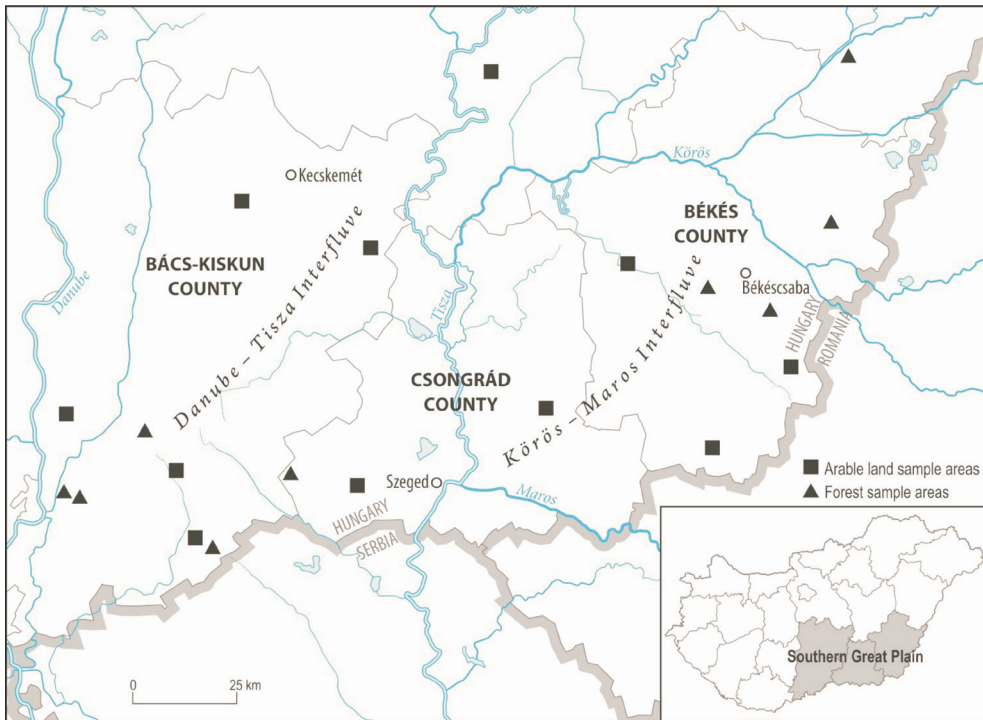 Kecskemét
Körös
BÉKÉS
COUNTY
BÁCS-KISKUN
COUNTY
Danube
Danube – Tisza Interfluve
Tisza
Békéscsaba
HUNGARY
ROMANIA
CSONGRÁD
COUNTY
Körös – Maros Interfluve
Szeged
Maros
Arable land sample areas
Forest sample areas
HUNGARY
SERBIA
Southern Great Plain
0 25 km